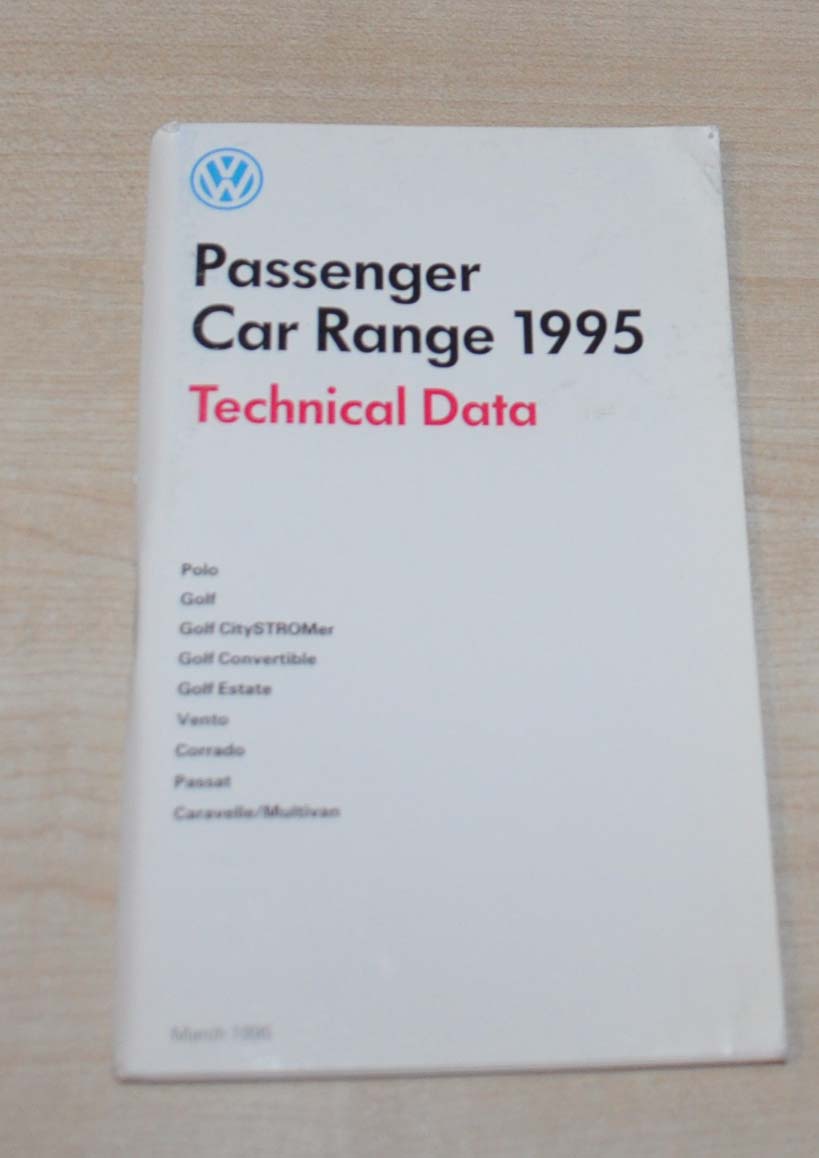 Passenger
Car Range 1995
Technical Data
Polo
Golf
Golf CitySTROMer
Golf Convertible
Golf Estate
Vento
Corrado
Passat
Caravelle/Multivan
March